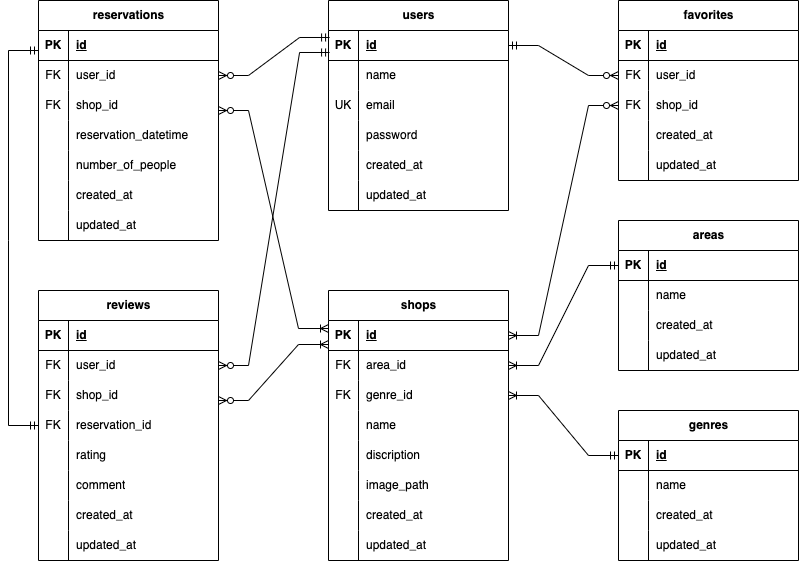 reservations
PK id
FK user_id
FK shop_id
reservation_datetime
number_of_people
created_at
updated_at
users
PK id
name
UK email
password
created_at
updated_at
favorites
PK id
FK user_id
FK shop_id
created_at
updated_at
areas
PK id
name
created_at
updated_at
reviews
PK id
FK user_id
FK shop_id
FK reservation_id
rating
comment
created_at
updated_at
shops
PK id
FK area_id
FK genre_id
name
discription
image_path
created_at
updated_at
genres
PK id
name
created_at
updated_at